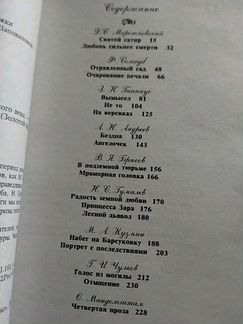 Содержание
Д. С. Мережковский
Святой сатир 15
Любовь сильнее смерти 32
Ф. Сологуб
Отравленный сад 48
Очарование печали 66
З. Н. Гиппиус
Вымысел 81
Не то 104
На веревках 125
Л. Н. Андреев
Бездна 130
Ангелочек 143
В. Я. Брюсов
В подземной тюрьме 156
Мраморная головка 166
Н. С. Гумилев
Радость земной любви 170
Принцесса Зара 176
Лесной дьявол 180
М. А. Кузмин
Набег на Барсуковку 188
Портрет с последствиями 203
Г. И. Чулков
Голос из могилы 212
Отмщение 230
О. Мандельштам
Четвертая проза 228